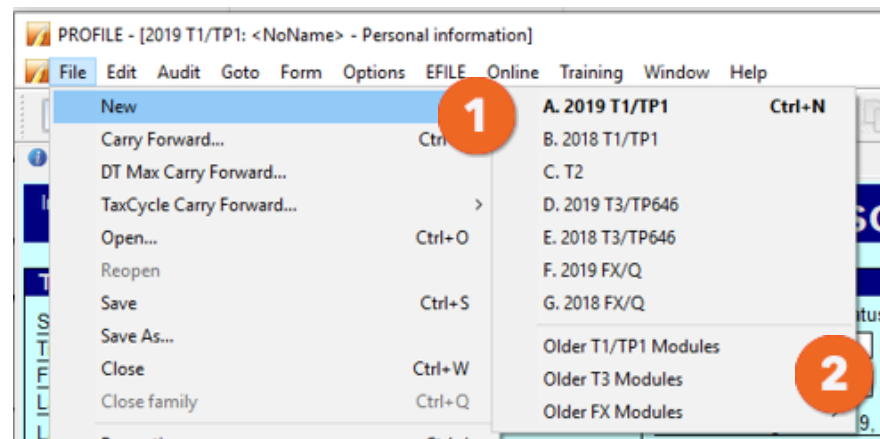 PROFILE - [2019 T1/TP1: <NoName> - Personal information]
File Edit Audit Goto Form Options EFILE Online Training Window Help
New
1
A. 2019 T1/TP1 Ctrl+N
Carry Forward...
B. 2018 T1/TP1
DT Max Carry Forward...
C. T2
TaxCycle Carry Forward... >
D. 2019 T3/TP646
Open... Ctrl+O
E. 2018 T3/TP646
Reopen
F. 2019 FX/Q
Save Ctrl+S
G. 2018 FX/Q
Save As...
Older T1/TP1 Modules
Close Ctrl+W
Older T3 Modules
2
Close family Ctrl+Q
Older FX Modules